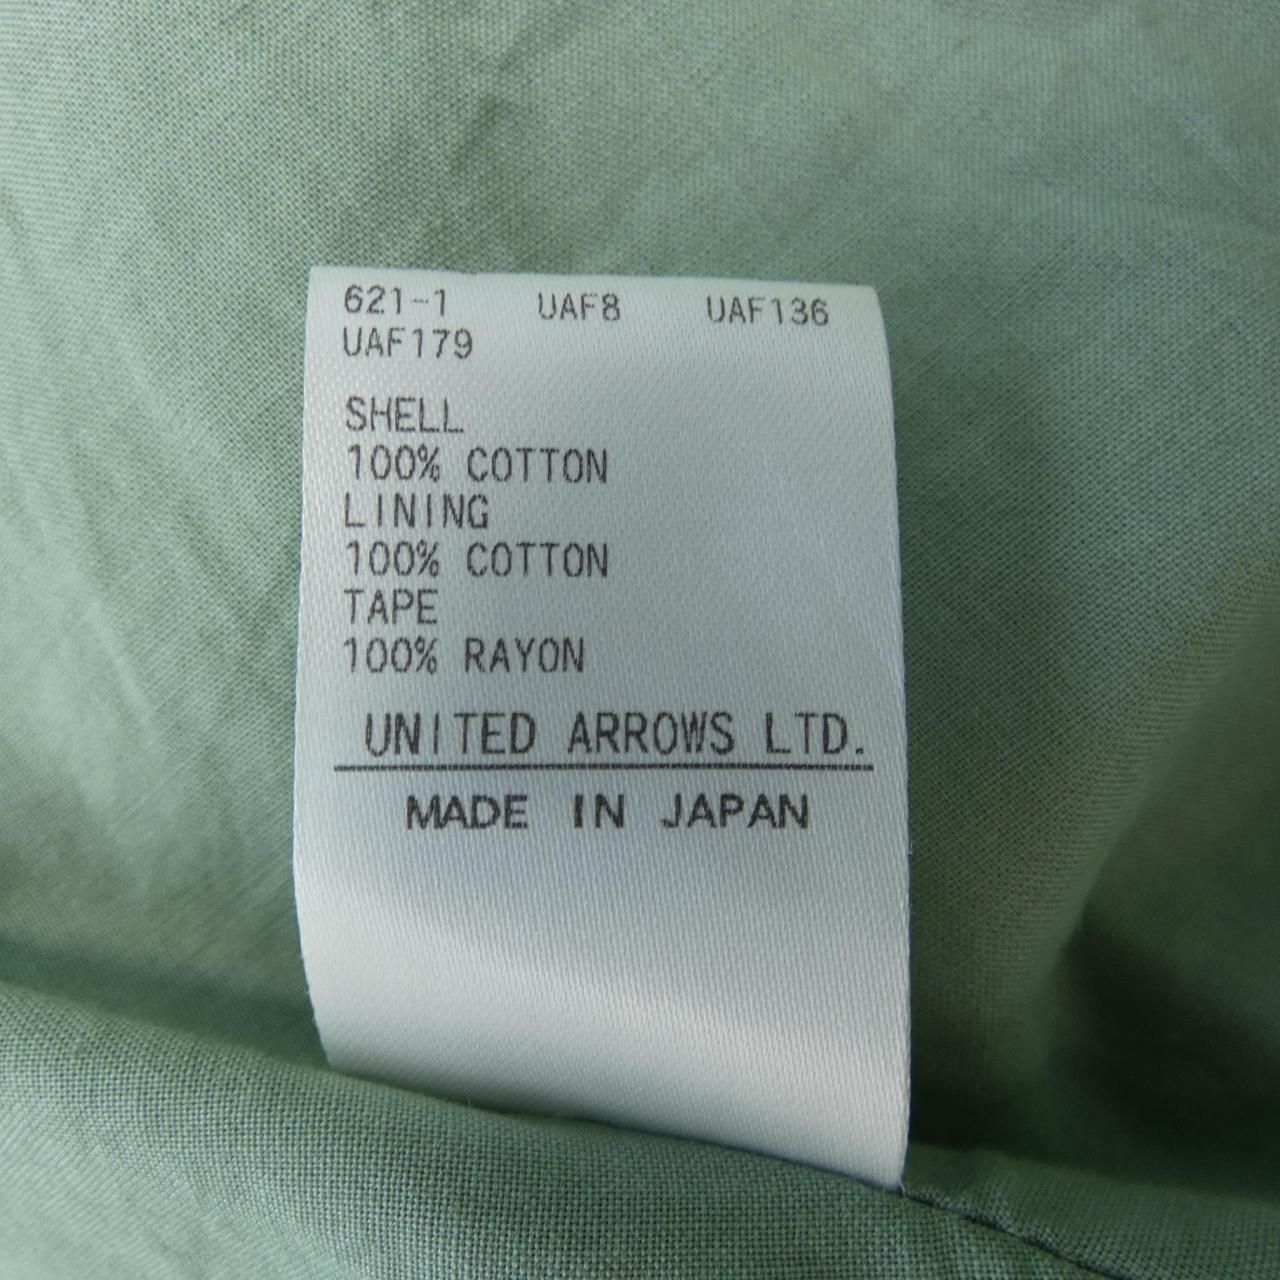 621-1 UAF8 UAF136
UAF179
SHELL
100% COTTON
LINING
100% COTTON
TAPE
100% RAYON
UNITED ARROWS LTD.
MADE IN JAPAN